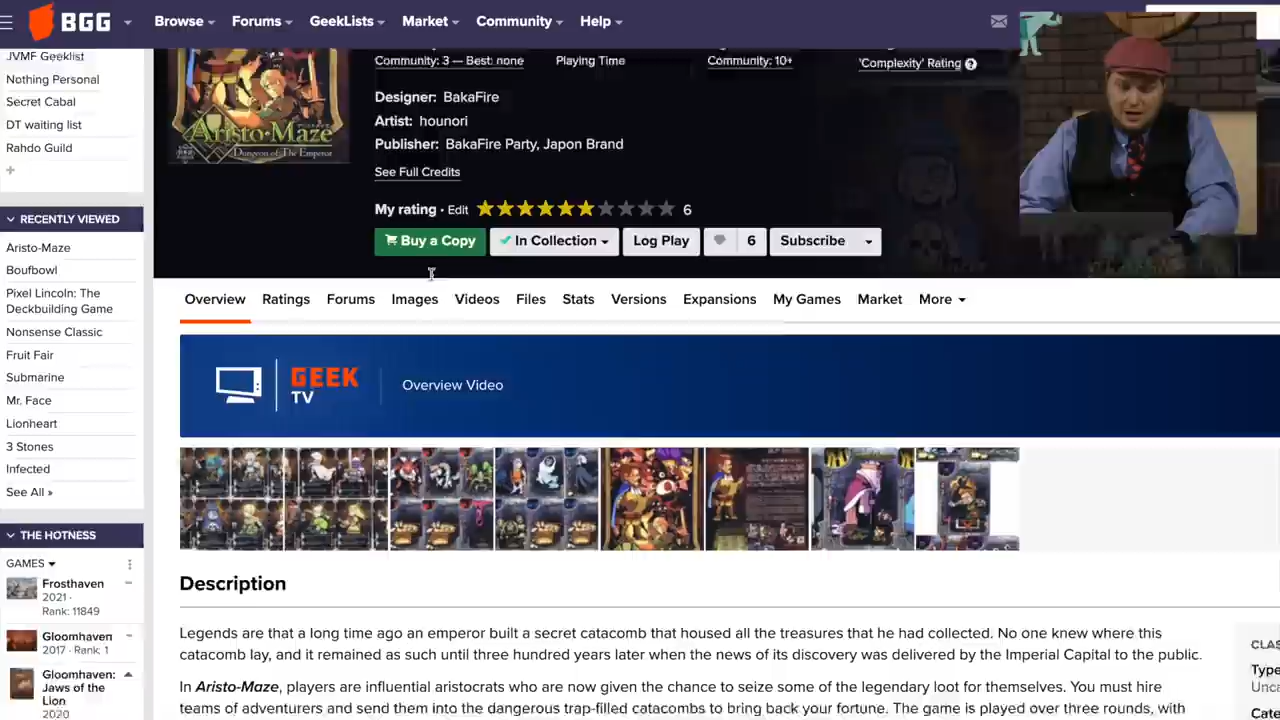 BGG
Browse
Forums
GeekLists
Market
Community
Help
JVMF Geeklist
Nothing Personal
Secret Cabal
DT waiting list
Rahdo Guild
RECENTLY VIEWED
Aristo-Maze
Boufbowl
Pixel Lincoln: The
Deckbuilding Game
Nonsense Classic
Fruit Fair
Submarine
Mr. Face
Lionheart
3 Stones
Infected
See All »
THE HOTNESS
GAMES
Frosthaven
2021 ·
Rank: 11849
Gloomhaven
2017 · Rank: 1
Gloomhaven:
Jaws of the
Lion
2020
Aristo-Maze
Dungeon of The Emperor
Community: 3 — Best: none
Playing Time
Community: 10+
'Complexity' Rating ?
Designer: BakaFire
Artist: hounori
Publisher: BakaFire Party, Japon Brand
See Full Credits
My rating · Edit 6
Buy a Copy
In Collection
Log Play
6
Subscribe
Overview
Ratings
Forums
Images
Videos
Files
Stats
Versions
Expansions
My Games
Market
More
GEEK
TV
Overview Video
Description
Legends are that a long time ago an emperor built a secret catacomb that housed all the treasures that he had collected. No one knew where this
catacomb lay, and it remained as such until three hundred years later when the news of its discovery was delivered by the Imperial Capital to the public.
In Aristo-Maze, players are influential aristocrats who are now given the chance to seize some of the legendary loot for themselves. You must hire
teams of adventurers and send them into the dangerous trap-filled catacombs to bring back your fortune. The game is played over three rounds, with